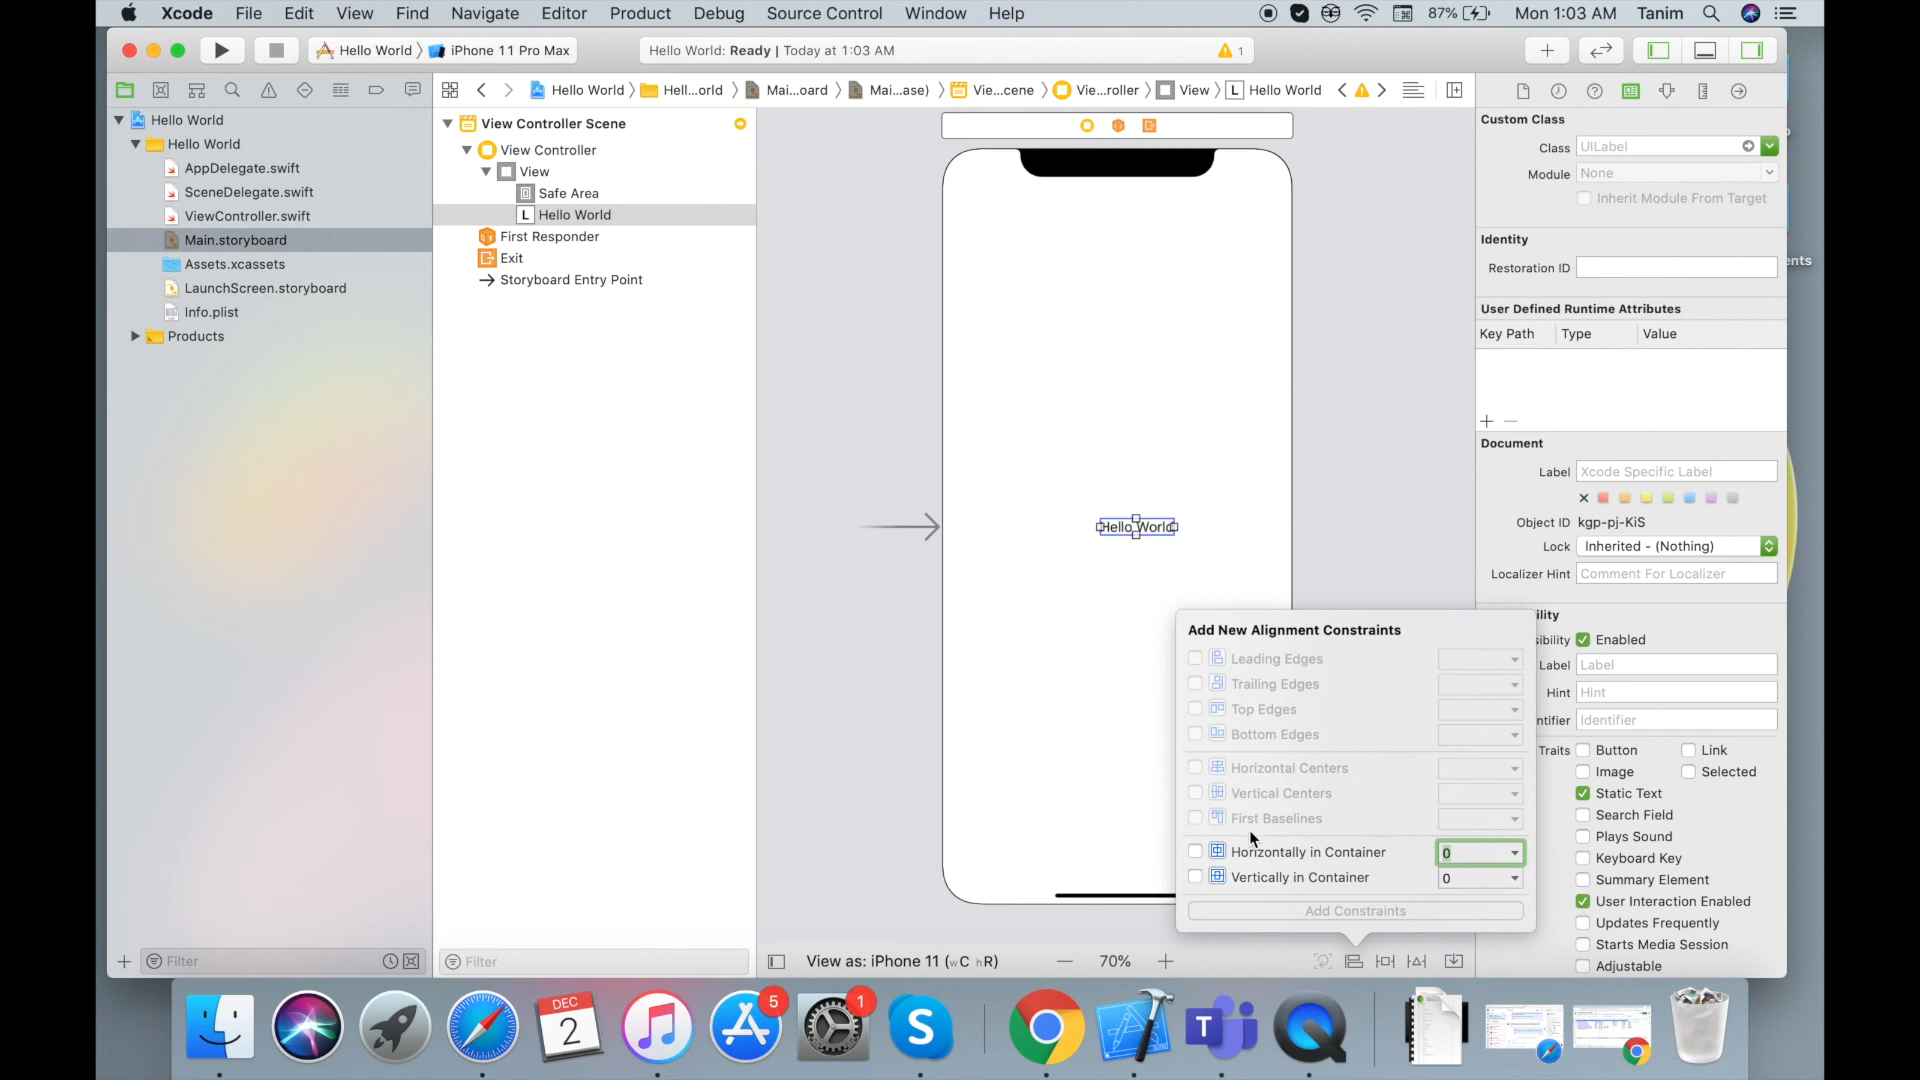 Xcode File Edit View Find Navigate Editor Product Debug Source Control Window Help 87% Mon 1:03 AM Tanim
Hello World iPhone 11 Pro Max
Hello World: Ready | Today at 1:03 AM
1
Hello World
Hello World
AppDelegate.swift
SceneDelegate.swift
ViewController.swift
Main.storyboard
Assets.xcassets
LaunchScreen.storyboard
Info.plist
Products
Filter
Hello World Hell...orld Mai...oard Mai...ase) Vie...cene Vie...roller View L Hello World
View Controller Scene
View Controller
View
Safe Area
L Hello World
First Responder
Exit
Storyboard Entry Point
Filter
Hello World
Add New Alignment Constraints
Leading Edges
Trailing Edges
Top Edges
Bottom Edges
Horizontal Centers
Vertical Centers
First Baselines
Horizontally in Container 0
Vertically in Container 0
Add Constraints
View as: iPhone 11 (wC hR)
70%
Custom Class
Class UILabel
Module None
Inherit Module From Target
Identity
Restoration ID
User Defined Runtime Attributes
Key Path Type Value
Document
Label Xcode Specific Label
Object ID kgp-pj-KiS
Lock Inherited - (Nothing)
Localizer Hint Comment For Localizer
ility
sibility Enabled
Label Label
Hint Hint
ntifier Identifier
Traits Button Link
Image Selected
Static Text
Search Field
Plays Sound
Keyboard Key
Summary Element
User Interaction Enabled
Updates Frequently
Starts Media Session
Adjustable
ents
DEC
2
5
1
S
T